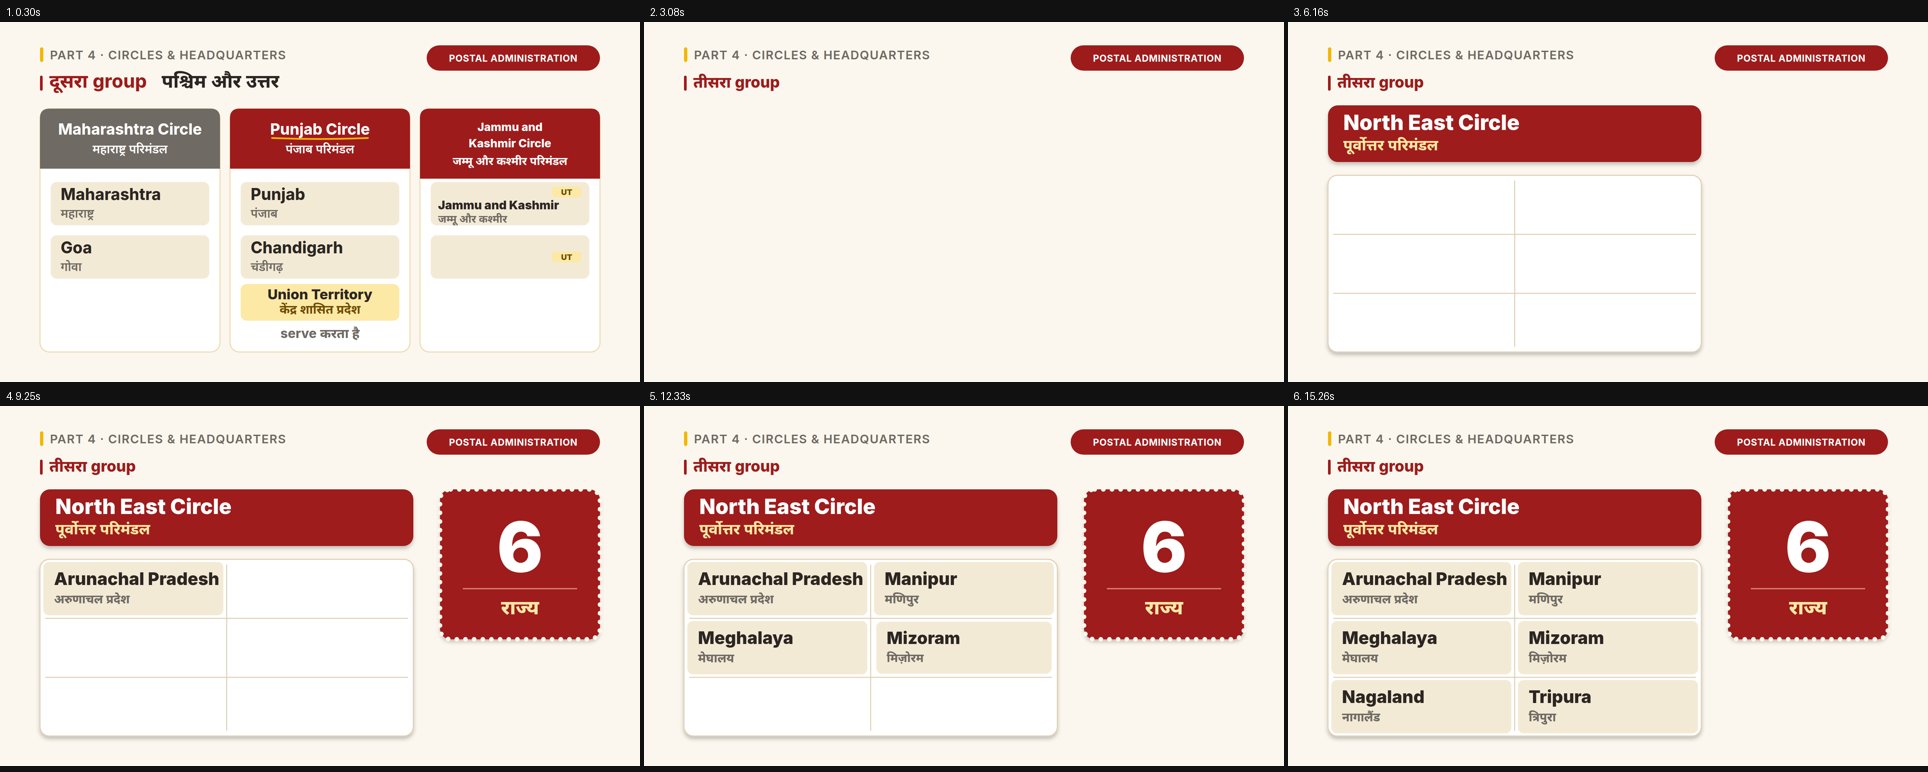 1. 0.30s
PART 4 · CIRCLES & HEADQUARTERS
POSTAL ADMINISTRATION
दूसरा group पश्चिम और उत्तर
Maharashtra Circle
महाराष्ट्र परिमंडल
Maharashtra
महाराष्ट्र
Goa
गोवा
Punjab Circle
पंजाब परिमंडल
Punjab
पंजाब
Chandigarh
चंडीगढ़
Union Territory
केंद्र शासित प्रदेश
serve करता है
Jammu and
Kashmir Circle
जम्मू और कश्मीर परिमंडल
UT
Jammu and Kashmir
जम्मू और कश्मीर
UT
2. 3.08s
PART 4 · CIRCLES & HEADQUARTERS
POSTAL ADMINISTRATION
तीसरा group
3. 6.16s
PART 4 · CIRCLES & HEADQUARTERS
POSTAL ADMINISTRATION
तीसरा group
North East Circle
पूर्वोत्तर परिमंडल
4. 9.25s
PART 4 · CIRCLES & HEADQUARTERS
POSTAL ADMINISTRATION
तीसरा group
North East Circle
पूर्वोत्तर परिमंडल
Arunachal Pradesh
अरुणाचल प्रदेश
6
राज्य
5. 12.33s
PART 4 · CIRCLES & HEADQUARTERS
POSTAL ADMINISTRATION
तीसरा group
North East Circle
पूर्वोत्तर परिमंडल
Arunachal Pradesh
अरुणाचल प्रदेश
Manipur
मणिपुर
Meghalaya
मेघालय
Mizoram
मिज़ोरम
6
राज्य
6. 15.26s
PART 4 · CIRCLES & HEADQUARTERS
POSTAL ADMINISTRATION
तीसरा group
North East Circle
पूर्वोत्तर परिमंडल
Arunachal Pradesh
अरुणाचल प्रदेश
Manipur
मणिपुर
Meghalaya
मेघालय
Mizoram
मिज़ोरम
Nagaland
नागालैंड
Tripura
त्रिपुरा
6
राज्य